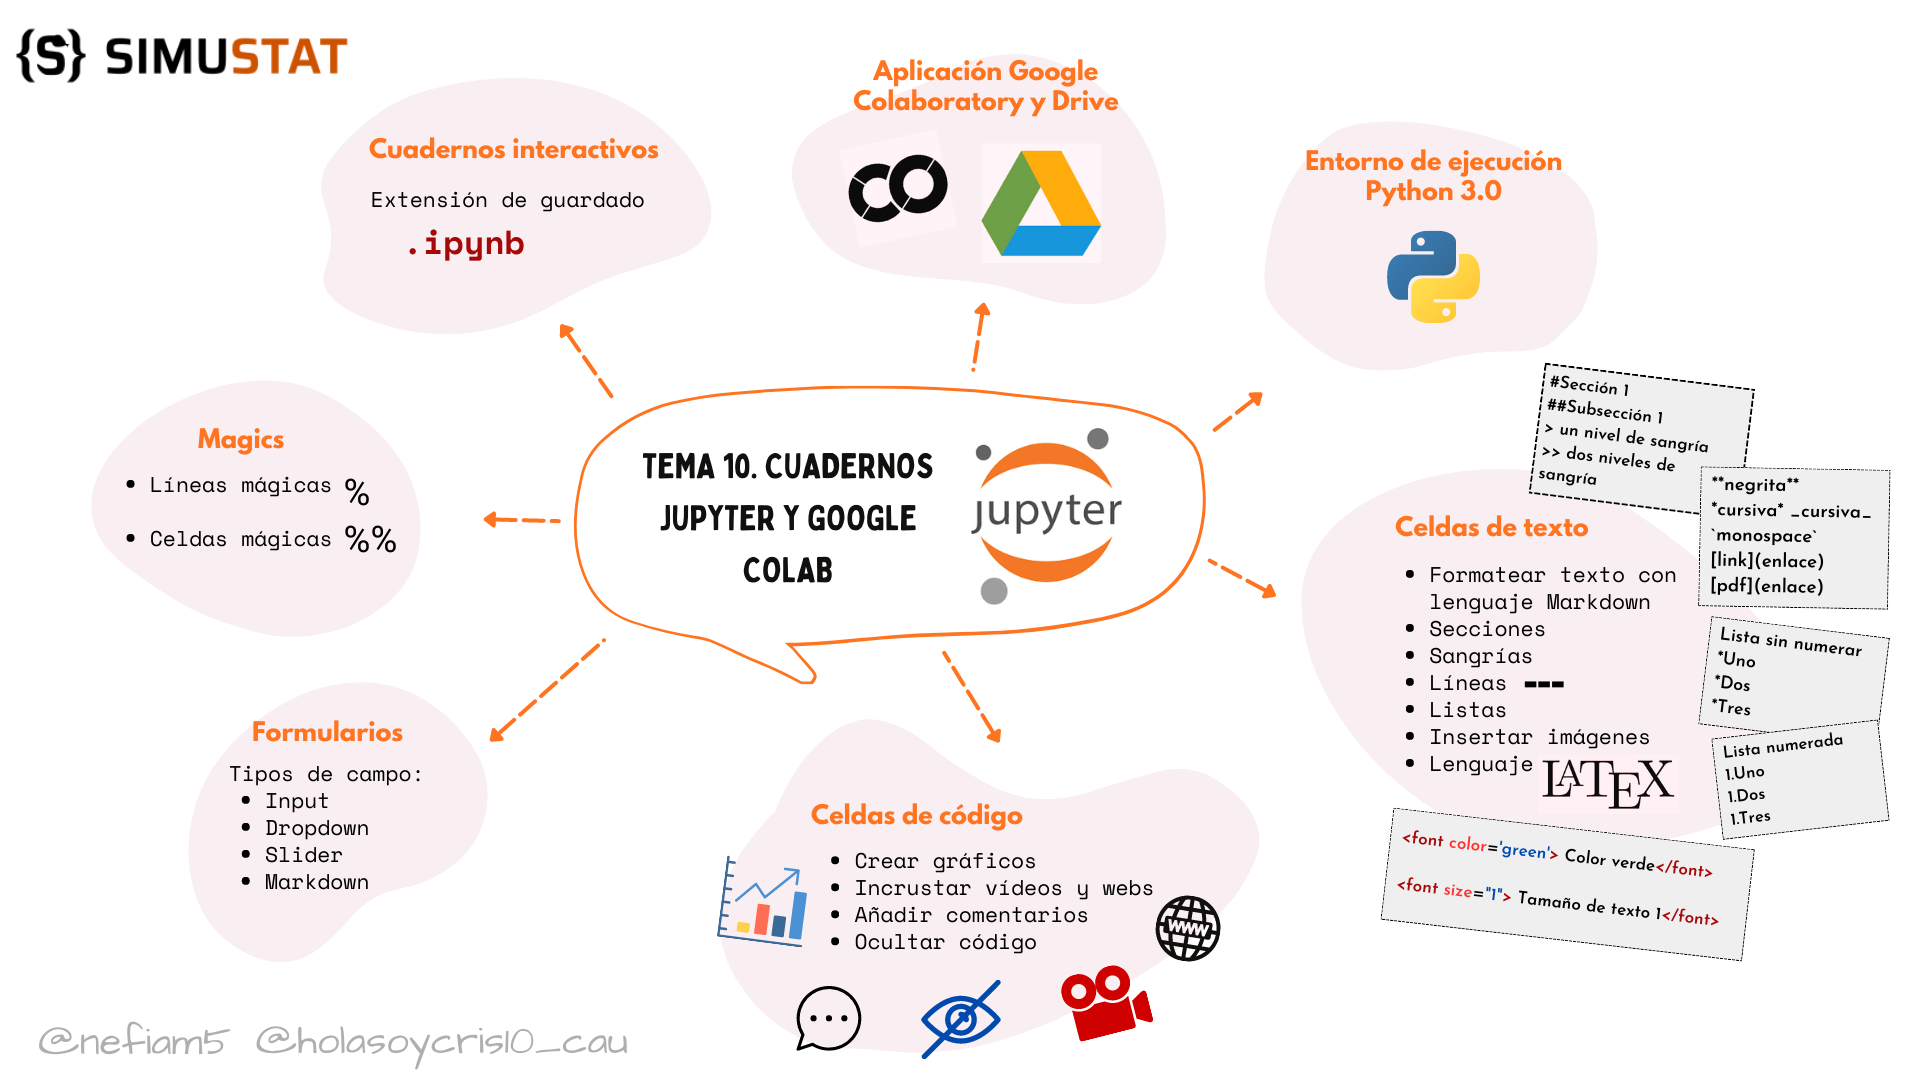 {S} SIMUSTAT
Cuadernos interactivos
Extensión de guardado
.ipynb
Aplicación Google
Colaboratory y Drive
Entorno de ejecución
Python 3.0
Magics
• Líneas mágicas %
• Celdas mágicas %%
TEMA 10. CUADERNOS
JUPYTER Y GOOGLE
COLAB
jupyter
#Sección 1
##Subsección 1
> un nivel de sangría
>> dos niveles de
sangría
**negrita**
*cursiva* _cursiva_
`monospace`
[link](enlace)
[pdf](enlace)
Celdas de texto
• Formatear texto con
lenguaje Markdown
• Secciones
• Sangrías
• Líneas ---
• Listas
• Insertar imágenes
• Lenguaje LATEX
Lista sin numerar
*Uno
*Dos
*Tres
Lista numerada
1.Uno
1.Dos
1.Tres
<font color='green'> Color verde</font>
<font size="1"> Tamaño de texto 1</font>
Formularios
Tipos de campo:
• Input
• Dropdown
• Slider
• Markdown
Celdas de código
• Crear gráficos
• Incrustar vídeos y webs
• Añadir comentarios
• Ocultar código
WWW
@nefiam5 @holasoycris10_cau